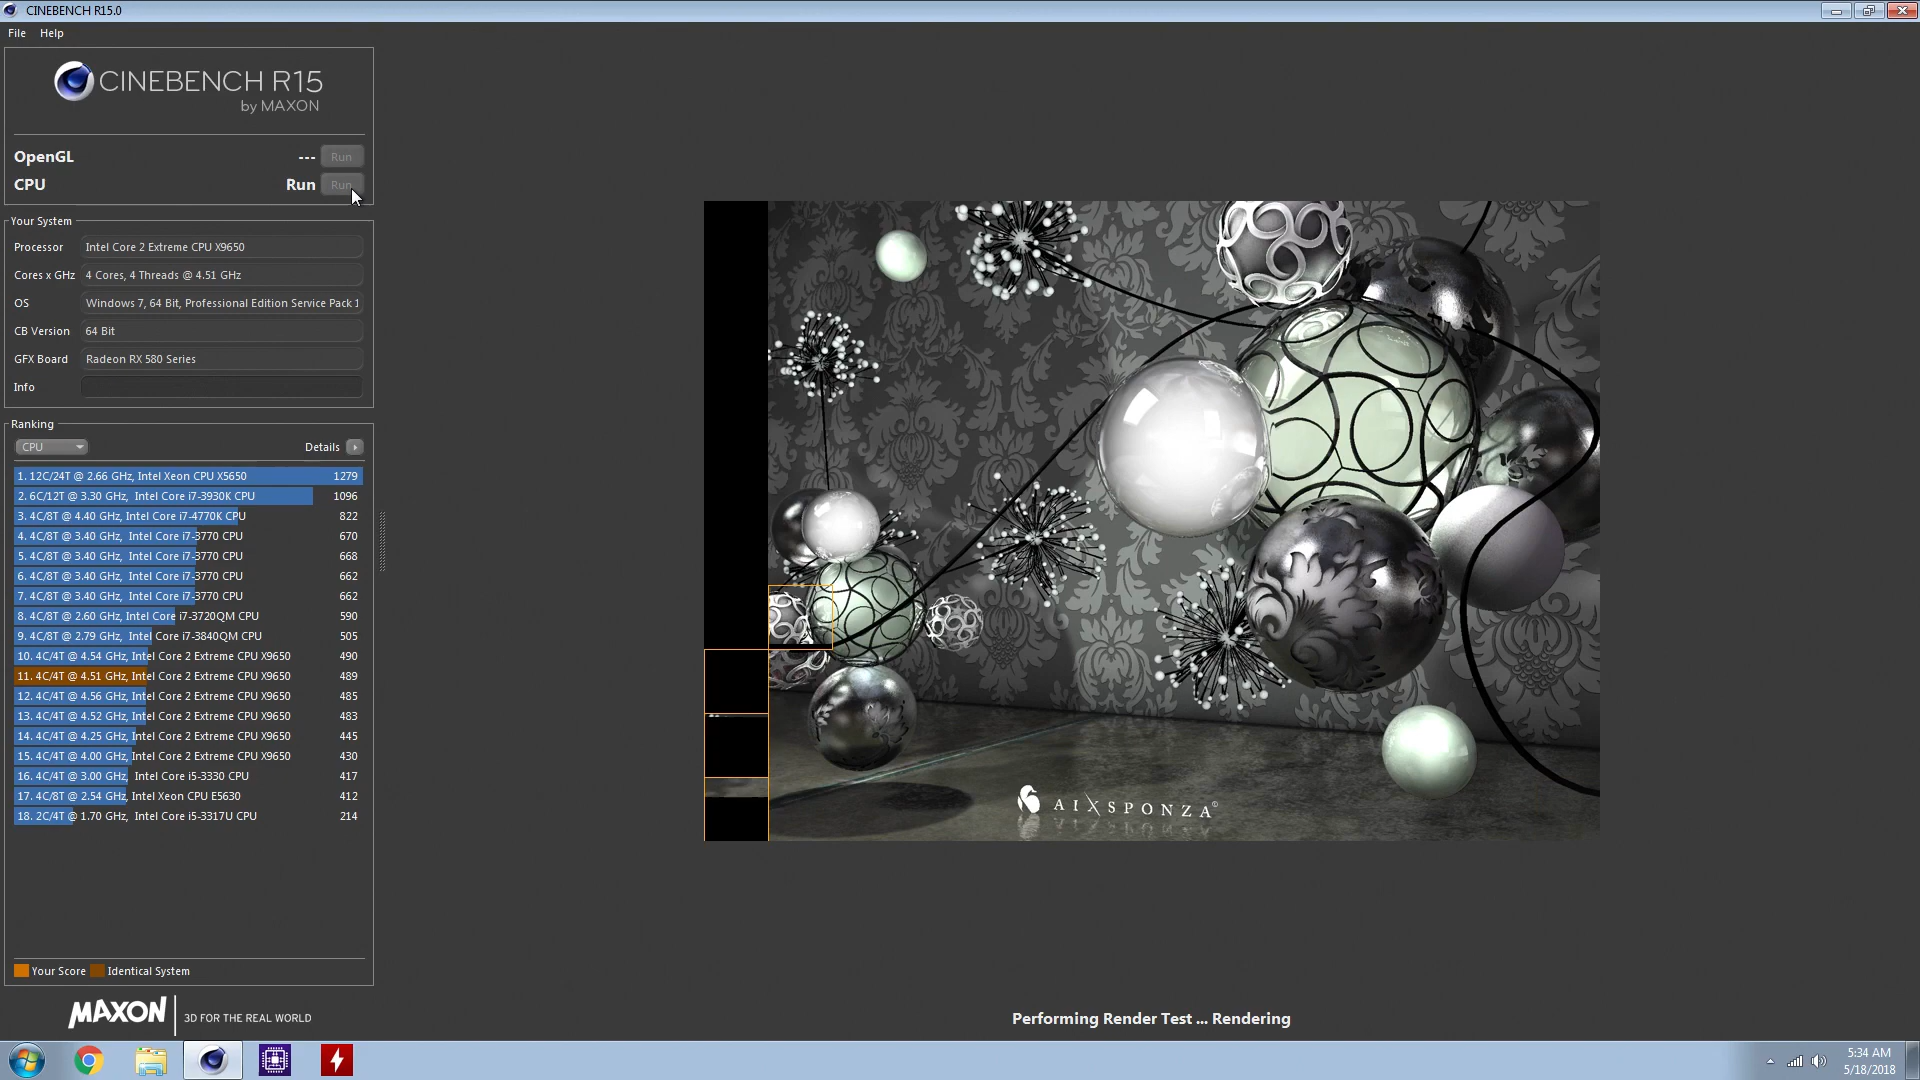 CINEBENCH R15.0
File Help
CINEBENCH R15
by MAXON
OpenGL --- Run
CPU Run Run
Your System
Processor Intel Core 2 Extreme CPU X9650
Cores x GHz 4 Cores, 4 Threads @ 4.51 GHz
OS Windows 7, 64 Bit, Professional Edition Service Pack 1
CB Version 64 Bit
GFX Board Radeon RX 580 Series
Info
Ranking
CPU Details
1. 12C/24T @ 2.66 GHz, Intel Xeon CPU X5650 1279
2. 6C/12T @ 3.30 GHz, Intel Core i7-3930K CPU 1096
3. 4C/8T @ 4.40 GHz, Intel Core i7-4770K CPU 822
4. 4C/8T @ 3.40 GHz, Intel Core i7-3770 CPU 670
5. 4C/8T @ 3.40 GHz, Intel Core i7-3770 CPU 668
6. 4C/8T @ 3.40 GHz, Intel Core i7-3770 CPU 662
7. 4C/8T @ 3.40 GHz, Intel Core i7-3770 CPU 662
8. 4C/8T @ 2.60 GHz, Intel Core i7-3720QM CPU 590
9. 4C/8T @ 2.79 GHz, Intel Core i7-3840QM CPU 505
10. 4C/4T @ 4.54 GHz, Intel Core 2 Extreme CPU X9650 490
11. 4C/4T @ 4.51 GHz, Intel Core 2 Extreme CPU X9650 489
12. 4C/4T @ 4.56 GHz, Intel Core 2 Extreme CPU X9650 485
13. 4C/4T @ 4.52 GHz, Intel Core 2 Extreme CPU X9650 483
14. 4C/4T @ 4.25 GHz, Intel Core 2 Extreme CPU X9650 445
15. 4C/4T @ 4.00 GHz, Intel Core 2 Extreme CPU X9650 430
16. 4C/4T @ 3.00 GHz, Intel Core i5-3330 CPU 417
17. 4C/8T @ 2.54 GHz, Intel Xeon CPU E5630 412
18. 2C/4T @ 1.70 GHz, Intel Core i5-3317U CPU 214
Your Score Identical System
MAXON 3D FOR THE REAL WORLD
AIXSPONZA®
Performing Render Test ... Rendering
5:34 AM
5/18/2018